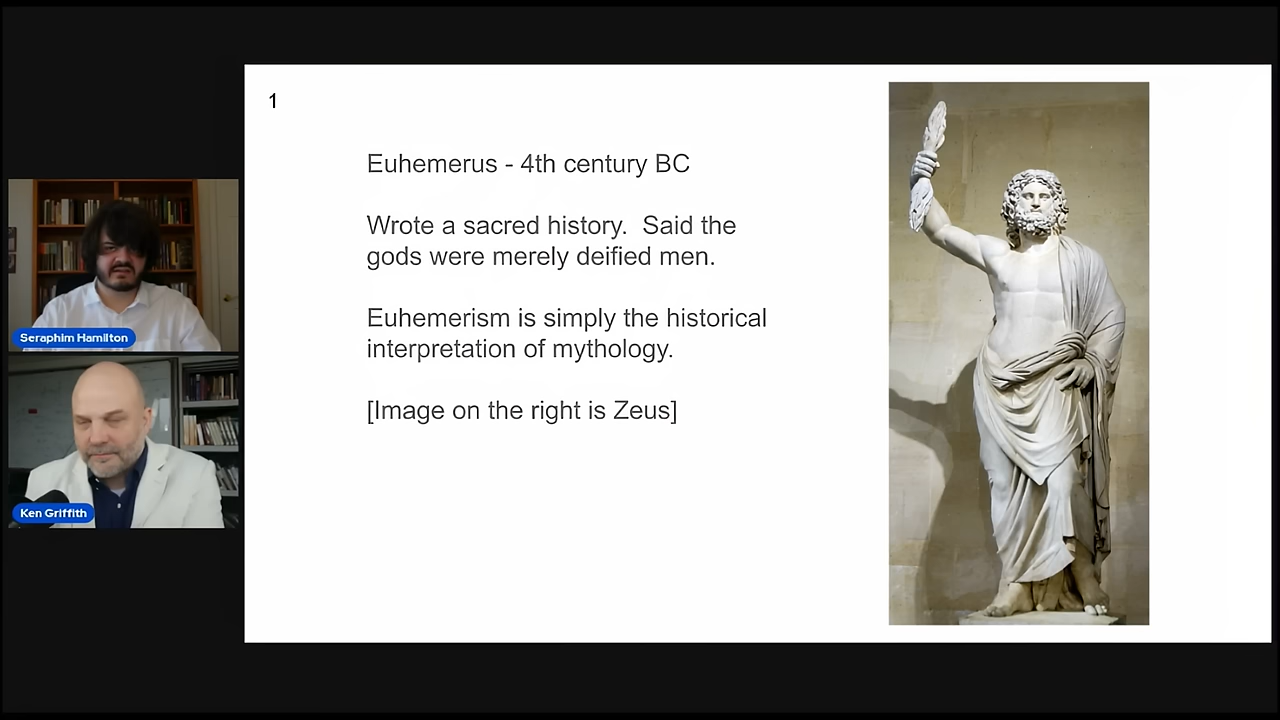 1
Euhemerus - 4th century BC
Wrote a sacred history.  Said the
gods were merely deified men.
Euhemerism is simply the historical
interpretation of mythology.
[Image on the right is Zeus]
Seraphim Hamilton
Ken Griffith